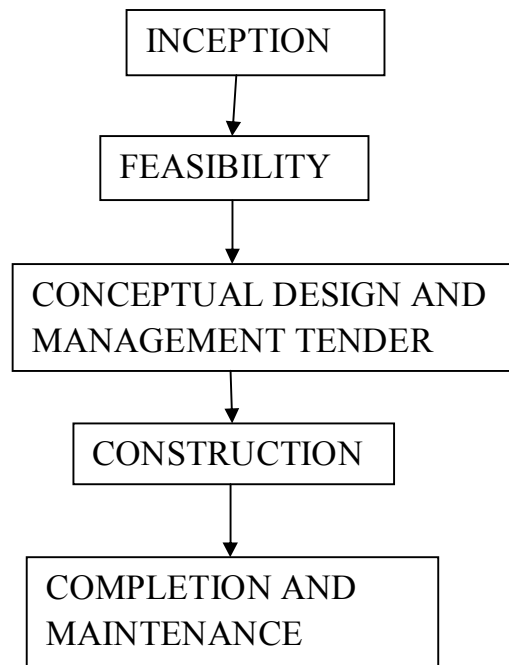 INCEPTION
FEASIBILITY
CONCEPTUAL DESIGN AND
MANAGEMENT TENDER
CONSTRUCTION
COMPLETION AND
MAINTENANCE